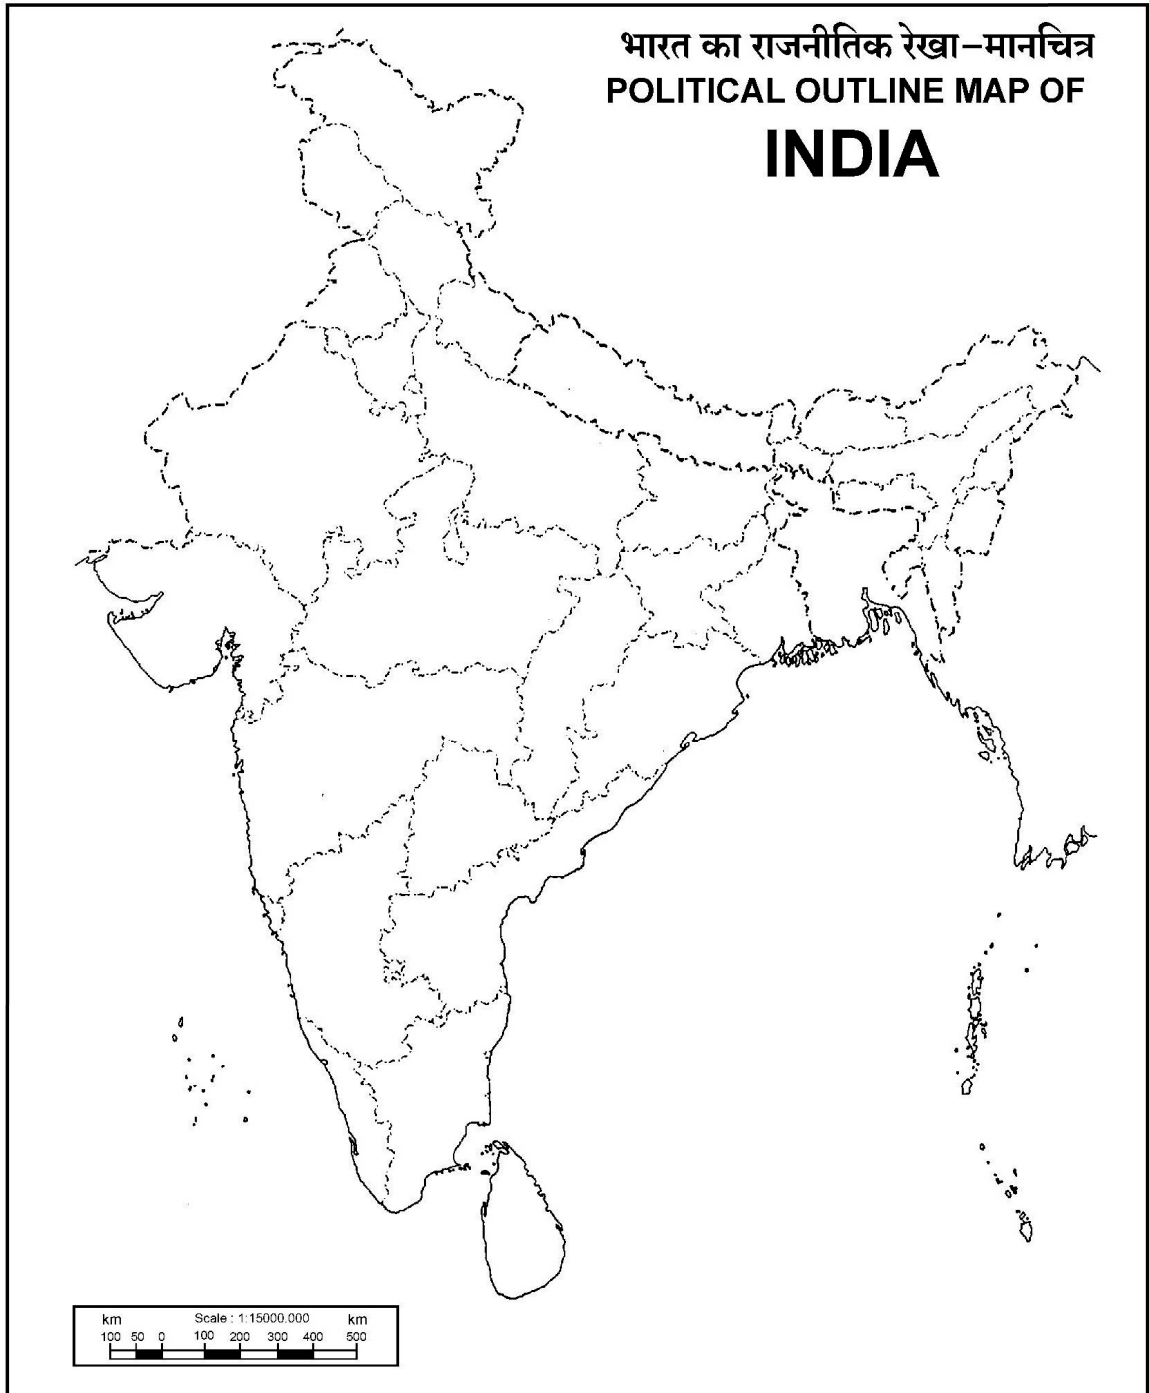 भारत का राजनीतिक रेखा–मानचित्र
POLITICAL OUTLINE MAP OF
INDIA
km Scale : 1:15000.000 km
100 50 0 100 200 300 400 500